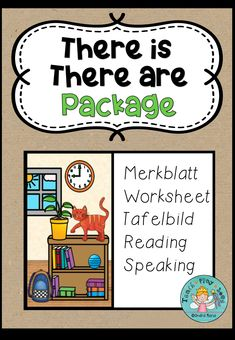 There is
There are
Package
Merkblatt
Worksheet
Tafelbild
Reading
Speaking